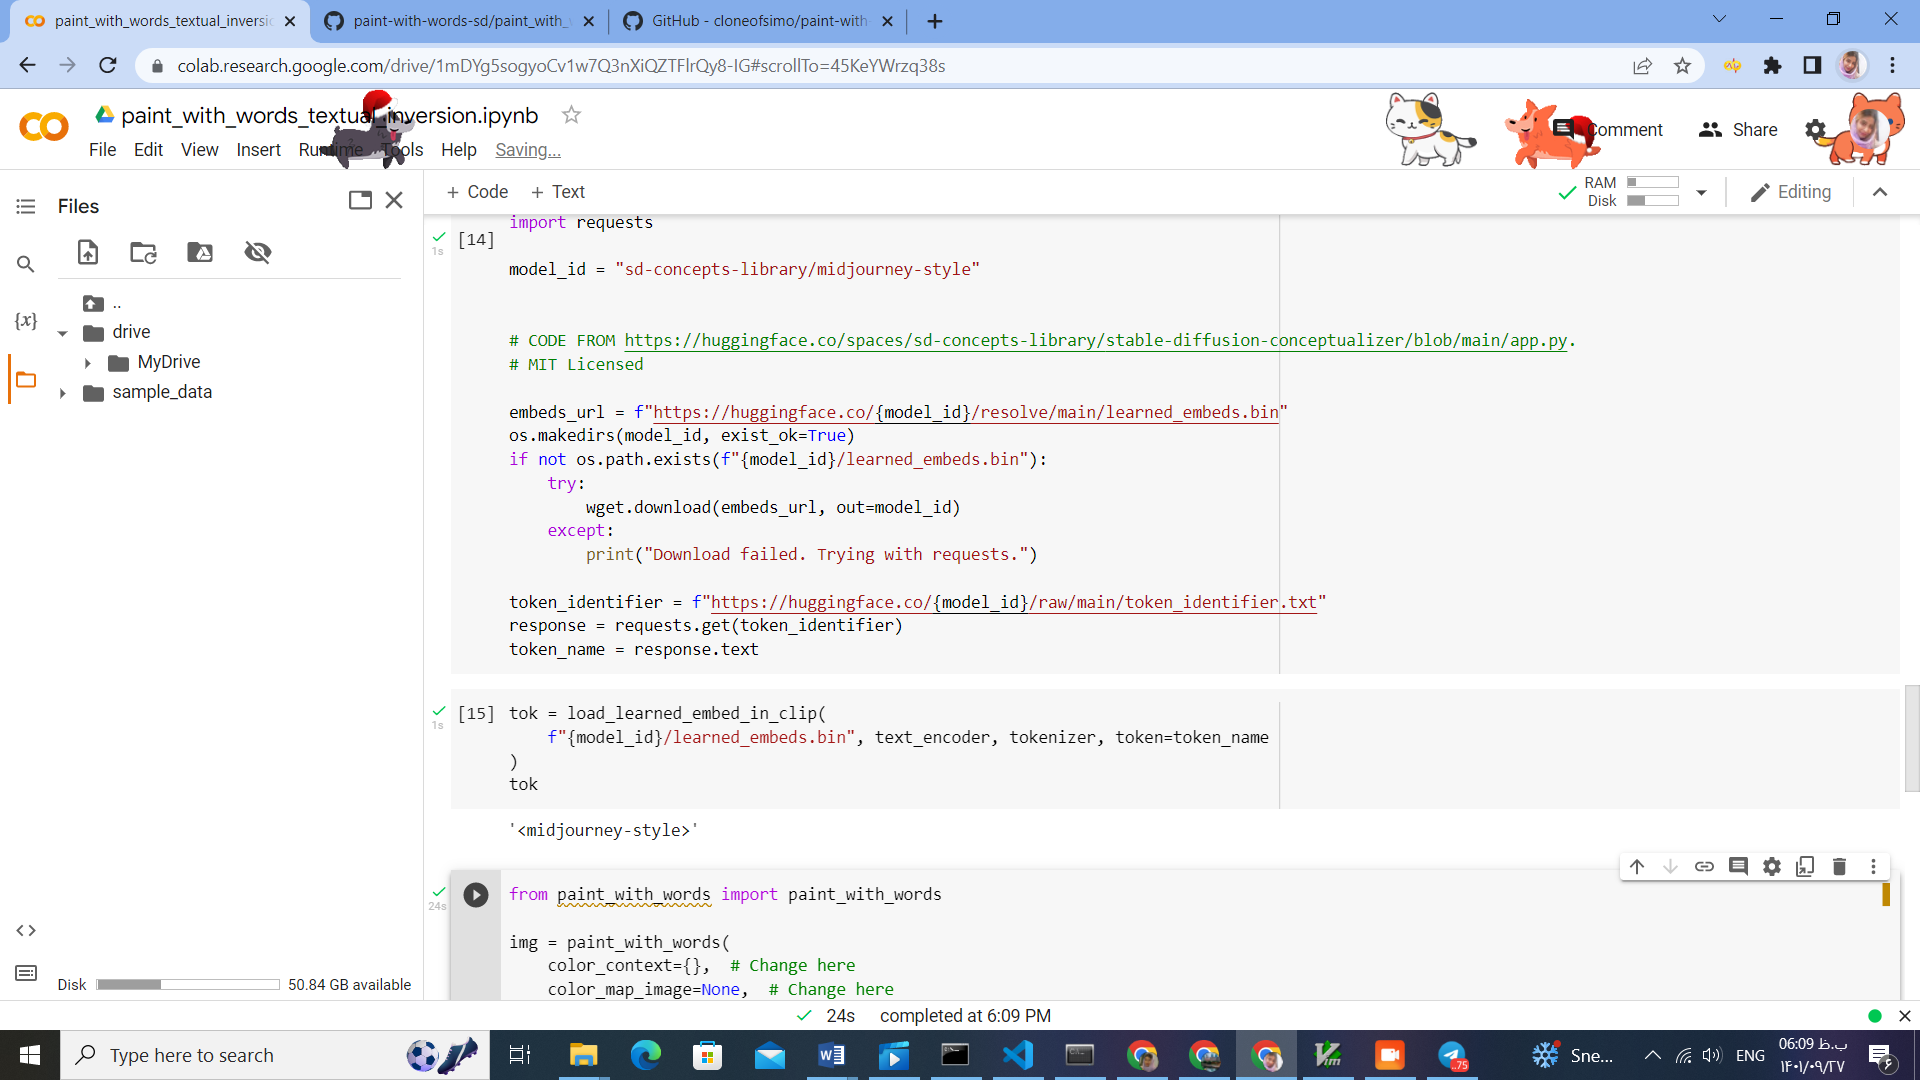 paint_with_words_textual_inversi
paint-with-words-sd/paint_with_
GitHub - cloneofsimo/paint-with-
colab.research.google.com/drive/1mDYg5sogyoCv1w7Q3nXiQZTFlrQy8-IG#scrollTo=45KeYWrzq38s
paint_with_words_textual_inversion.ipynb
File Edit View Insert Runtime Tools Help Saving...
Comment
Share
Files
+ Code + Text
RAM
Disk
Editing
..
drive
MyDrive
sample_data
{x}
Disk
50.84 GB available
[14]
1s
import requests
model_id = "sd-concepts-library/midjourney-style"
# CODE FROM https://huggingface.co/spaces/sd-concepts-library/stable-diffusion-conceptualizer/blob/main/app.py.
# MIT Licensed
embeds_url = f"https://huggingface.co/{model_id}/resolve/main/learned_embeds.bin"
os.makedirs(model_id, exist_ok=True)
if not os.path.exists(f"{model_id}/learned_embeds.bin"):
try:
wget.download(embeds_url, out=model_id)
except:
print("Download failed. Trying with requests.")
token_identifier = f"https://huggingface.co/{model_id}/raw/main/token_identifier.txt"
response = requests.get(token_identifier)
token_name = response.text
[15]
1s
tok = load_learned_embed_in_clip(
f"{model_id}/learned_embeds.bin", text_encoder, tokenizer, token=token_name
)
tok
'<midjourney-style>'
24s
from paint_with_words import paint_with_words
img = paint_with_words(
color_context={}, # Change here
color_map_image=None, # Change here
24s completed at 6:09 PM
Type here to search
..75
Sne...
ENG
06:09 ب.ظ
۱۴۰۱/۰۹/۲۷
۶